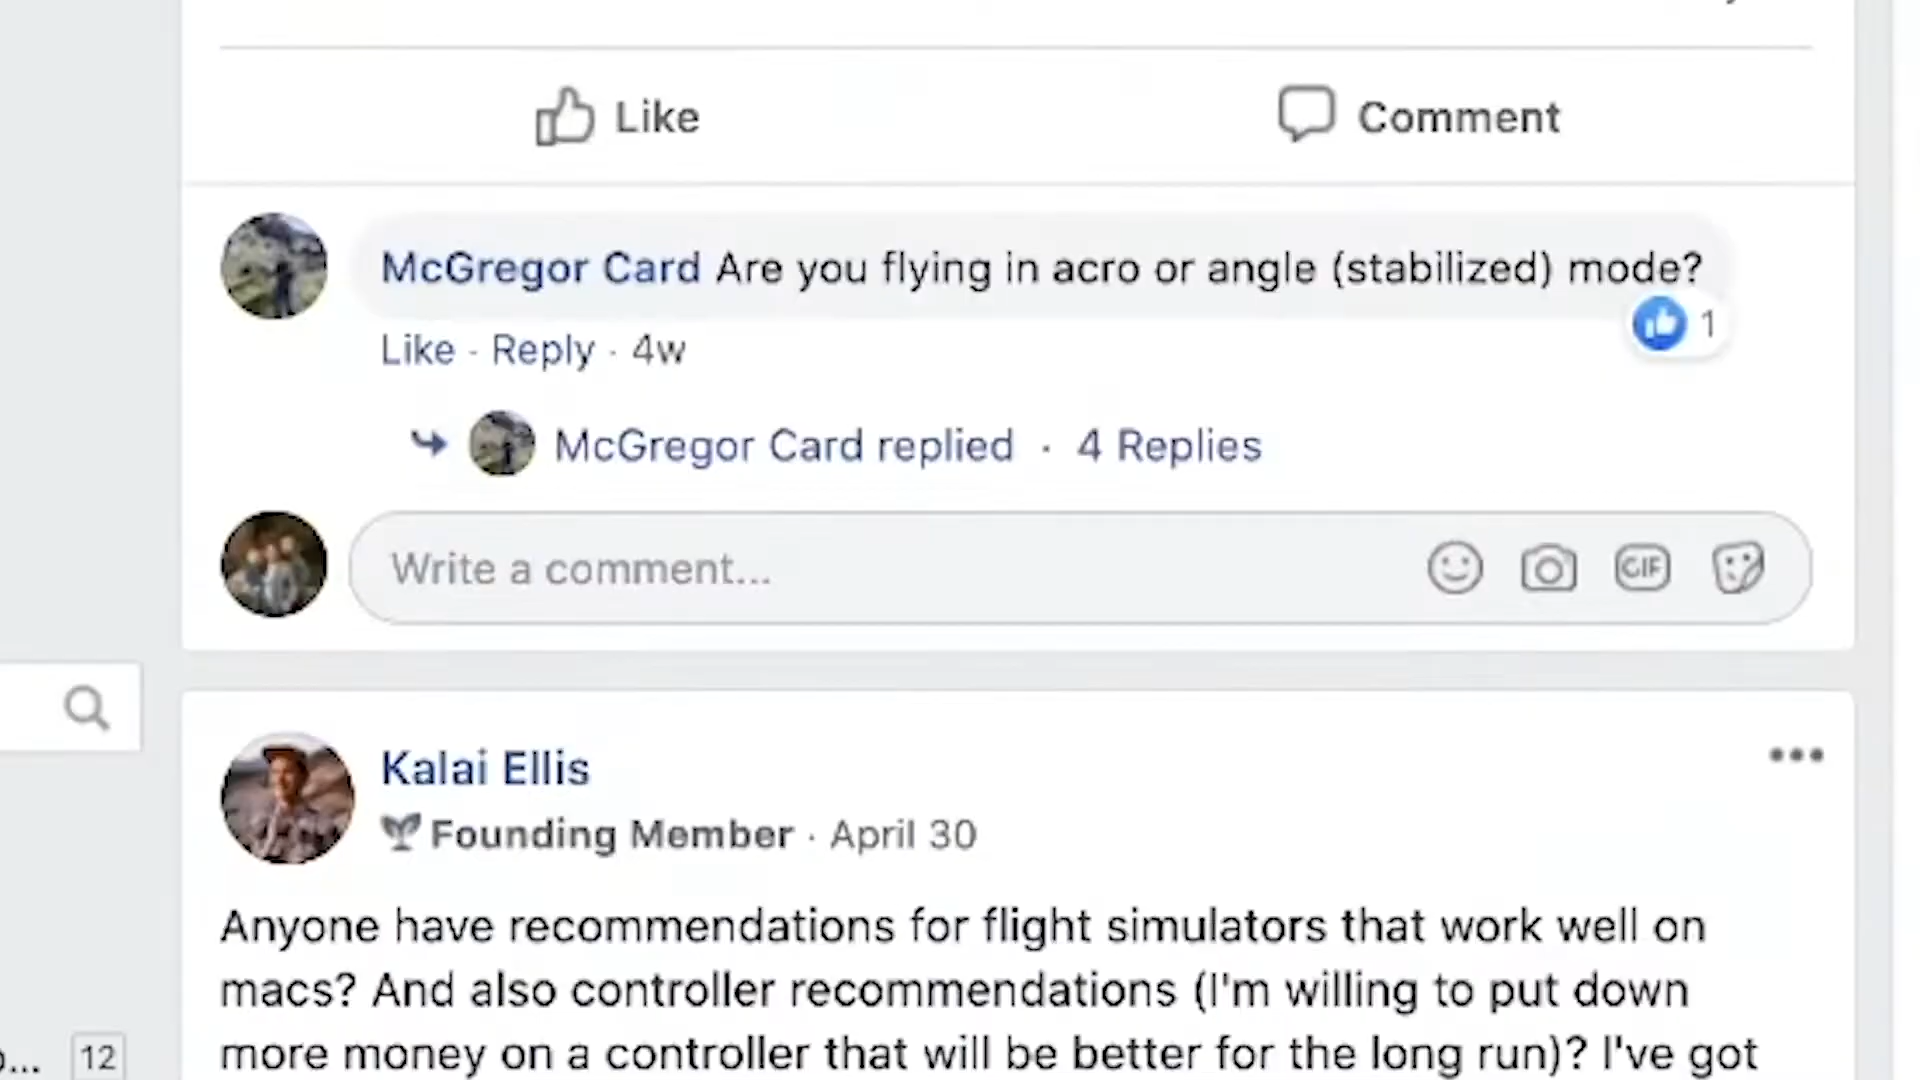 Like
Comment
McGregor Card Are you flying in acro or angle (stabilized) mode?
1
Like · Reply · 4w
McGregor Card replied · 4 Replies
Write a comment...
GIF
Kalai Ellis
Founding Member · April 30
Anyone have recommendations for flight simulators that work well on
macs? And also controller recommendations (I'm willing to put down
12
more money on a controller that will be better for the long run)? I've got